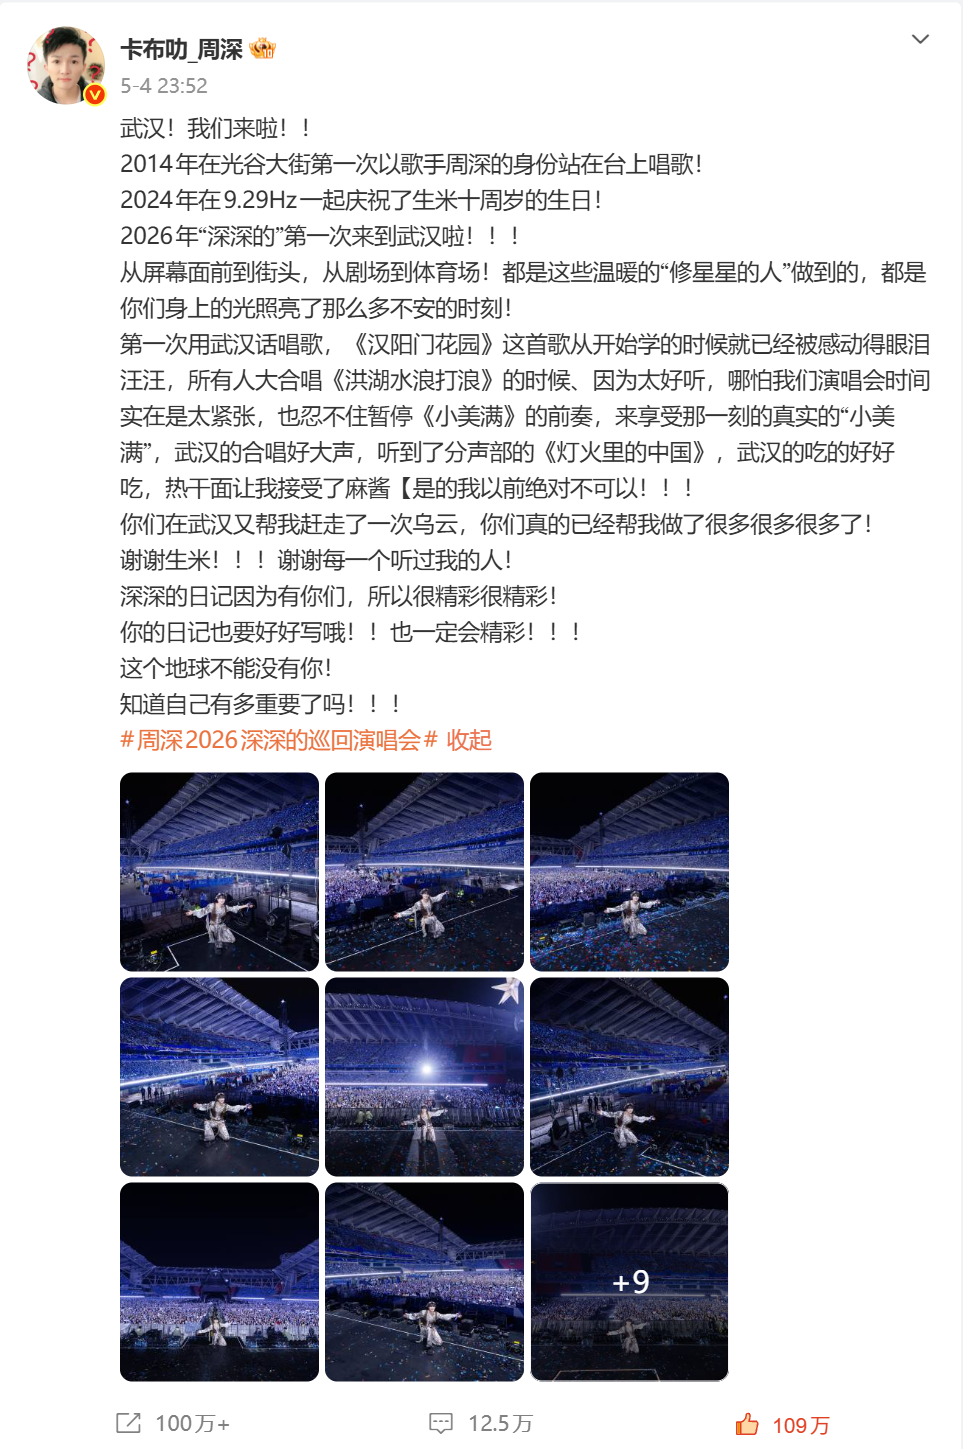 卡布叻_周深
5-4 23:52
武汉！我们来啦！！
2014年在光谷大街第一次以歌手周深的身份站在台上唱歌！
2024年在9.29Hz一起庆祝了生米十周岁的生日！
2026年“深深的”第一次来到武汉啦！！！
从屏幕面前到街头，从剧场到体育场！都是这些温暖的“修星星的人”做到的，都是
你们身上的光照亮了那么多不安的时刻！
第一次用武汉话唱歌，《汉阳门花园》这首歌从开始学的时候就已经被感动得眼泪
汪汪，所有人大合唱《洪湖水浪打浪》的时候、因为太好听，哪怕我们演唱会时间
实在是太紧张，也忍不住暂停《小美满》的前奏，来享受那一刻的真实的“小美
满”，武汉的合唱好大声，听到了分声部的《灯火里的中国》，武汉的吃的好好
吃，热干面让我接受了麻酱【是的我以前绝对不可以！！！
你们在武汉又帮我赶走了一次乌云，你们真的已经帮我做了很多很多很多了！
谢谢生米！！！谢谢每一个听过我的人！
深深的日记因为有你们，所以很精彩很精彩！
你的日记也要好好写哦！！也一定会精彩！！！
这个地球不能没有你！
知道自己有多重要了吗！！！
#周深2026深深的巡回演唱会# 收起
+9
100万+
12.5万
109万